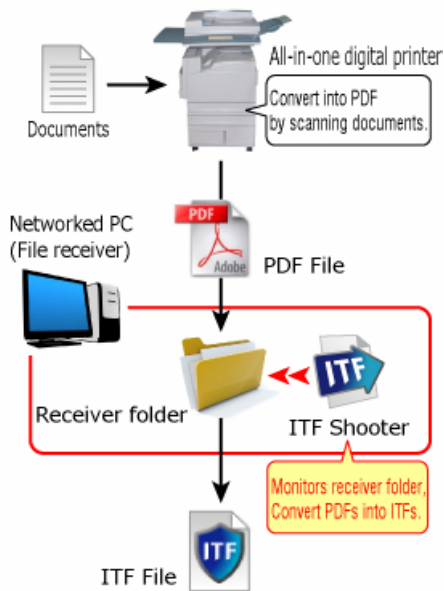 All-in-one digital printer
Convert into PDF
by scanning documents.
Documents
PDF
Adobe
PDF File
Networked PC
(File receiver)
ITF
Receiver folder
ITF Shooter
Monitors receiver folder,
Convert PDFs into ITFs.
ITF
ITF File